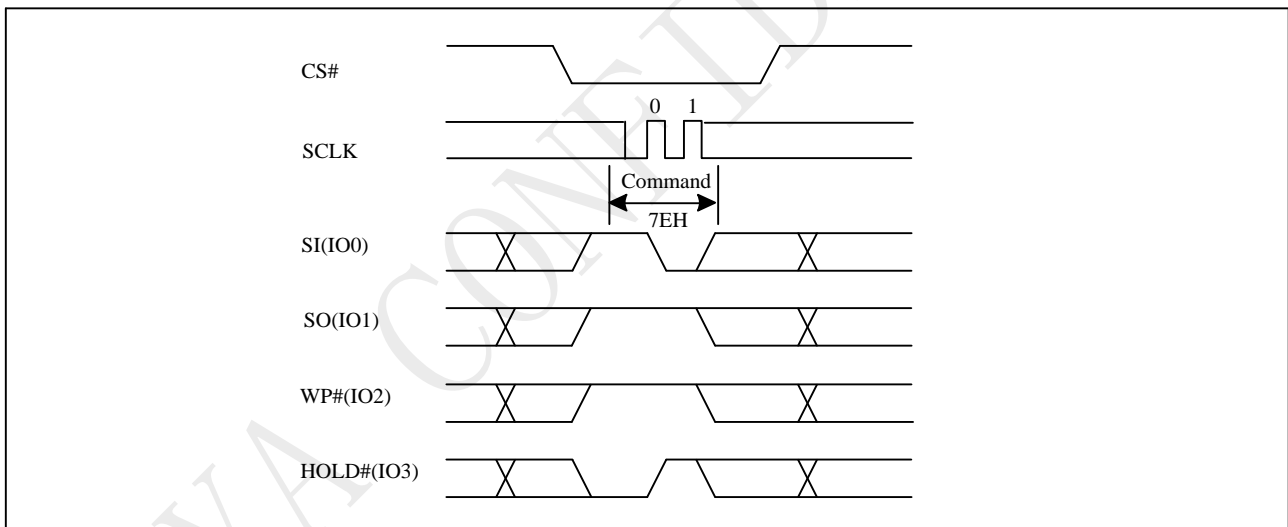 CS#
0 1
SCLK
Command
7EH
SI(IO0)
SO(IO1)
WP#(IO2)
HOLD#(IO3)